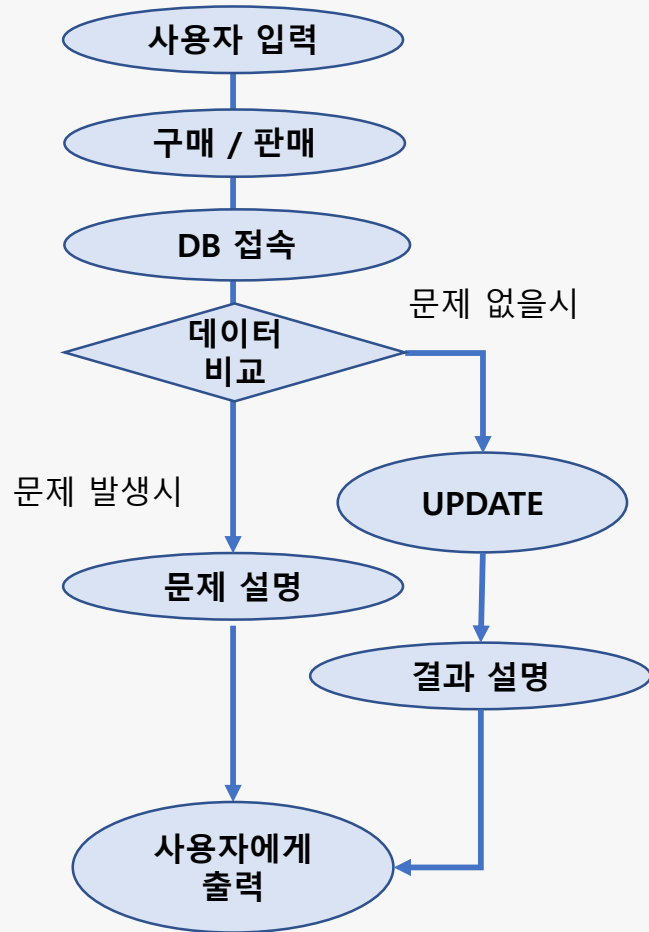 사용자 입력
구매 / 판매
DB 접속
문제 없을시
데이터
비교
문제 발생시
UPDATE
문제 설명
결과 설명
사용자에게
출력